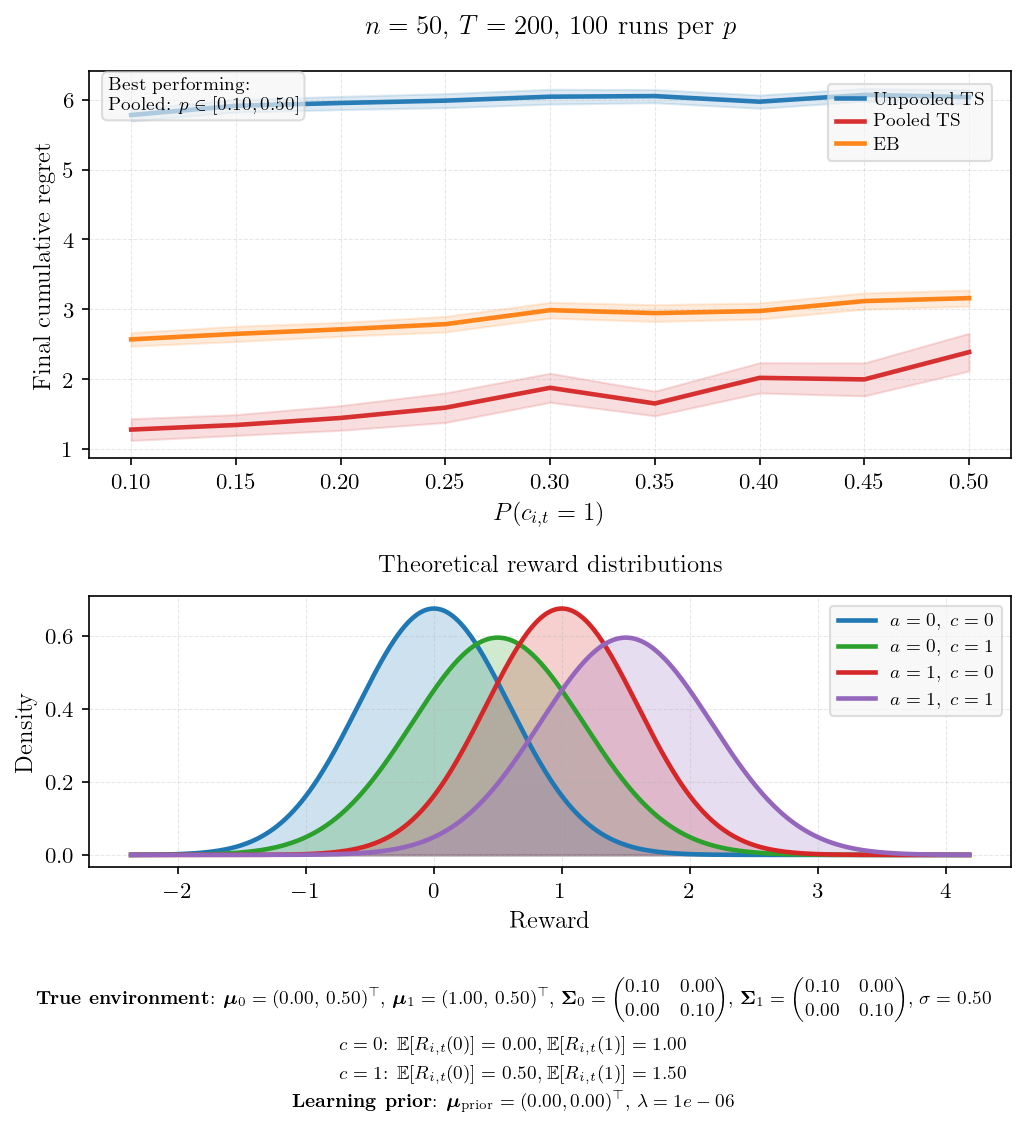 n = 50, T = 200, 100 runs per p
Best performing:
Pooled: p ∈ [0.10, 0.50]
Unpooled TS
Pooled TS
EB
Final cumulative regret
6
5
4
3
2
1
0.10 0.15 0.20 0.25 0.30 0.35 0.40 0.45 0.50
P(c_{i,t} = 1)
Theoretical reward distributions
a = 0, c = 0
a = 0, c = 1
a = 1, c = 0
a = 1, c = 1
Density
0.6
0.4
0.2
0.0
−2 −1 0 1 2 3 4
Reward
True environment: μ₀ = (0.00, 0.50)^⊤, μ₁ = (1.00, 0.50)^⊤, Σ₀ = (0.10 0.00 0.00 0.10), Σ₁ = (0.10 0.00 0.00 0.10), σ = 0.50
c = 0: 𝔼[R_{i,t}(0)] = 0.00, 𝔼[R_{i,t}(1)] = 1.00
c = 1: 𝔼[R_{i,t}(0)] = 0.50, 𝔼[R_{i,t}(1)] = 1.50
Learning prior: μ_prior = (0.00, 0.00)^⊤, λ = 1e − 06